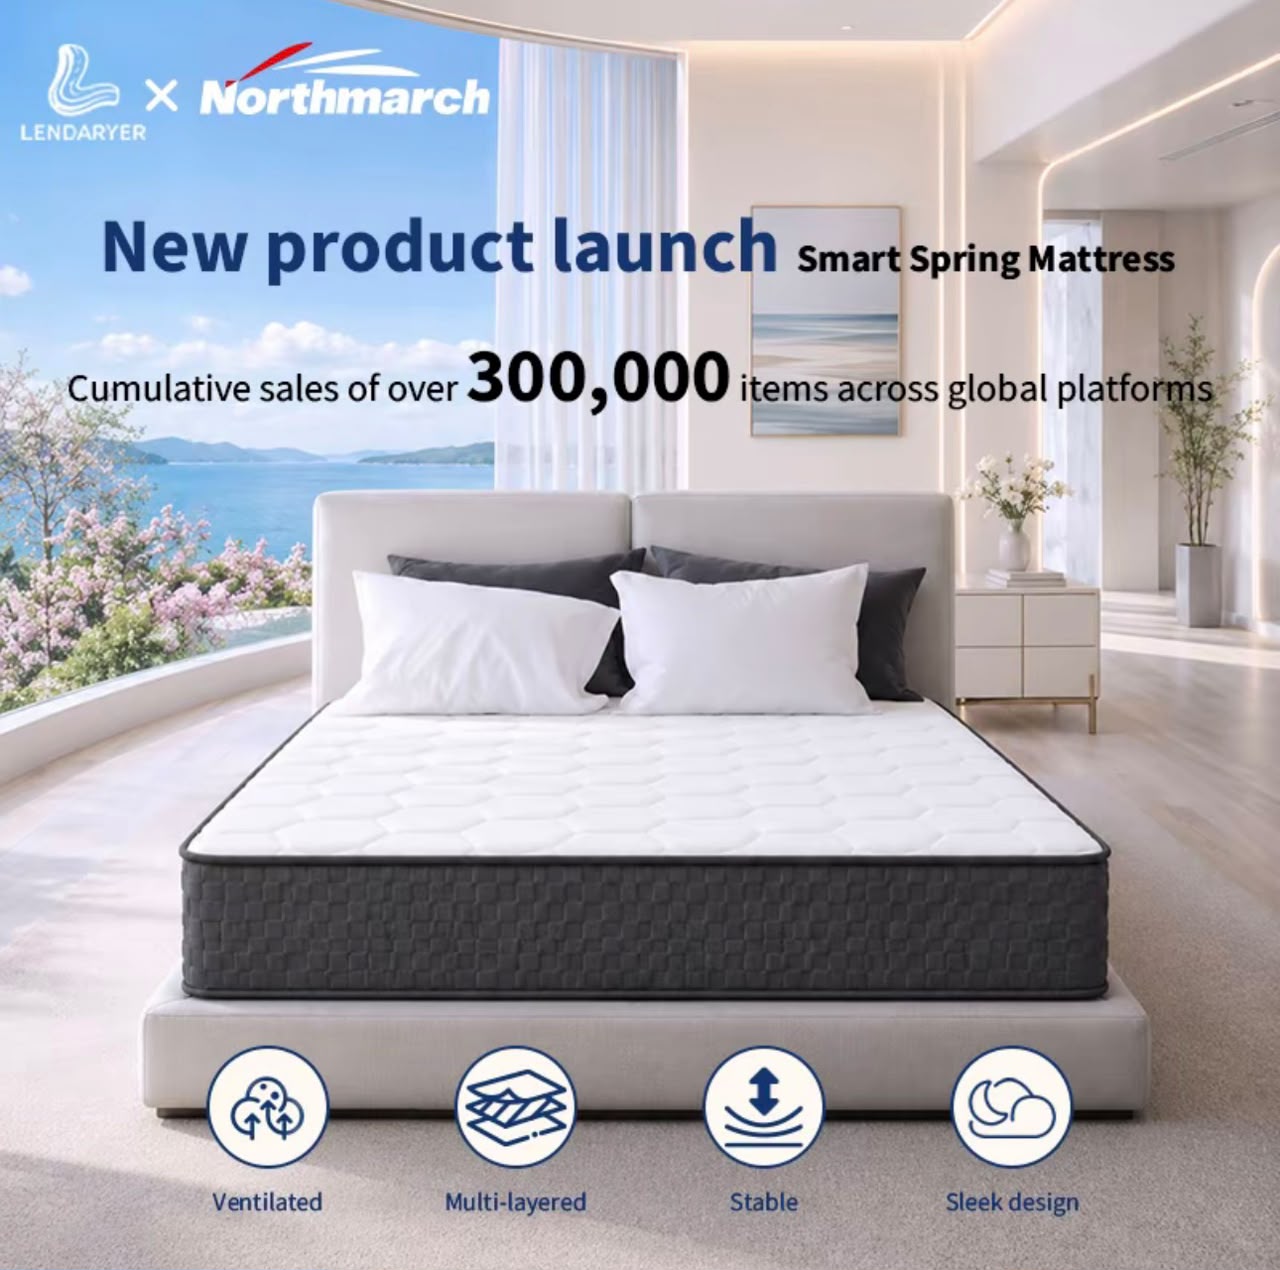 LENDARYER × Northmarch
New product launch Smart Spring Mattress
Cumulative sales of over 300,000 items across global platforms
Ventilated
Multi-layered
Stable
Sleek design